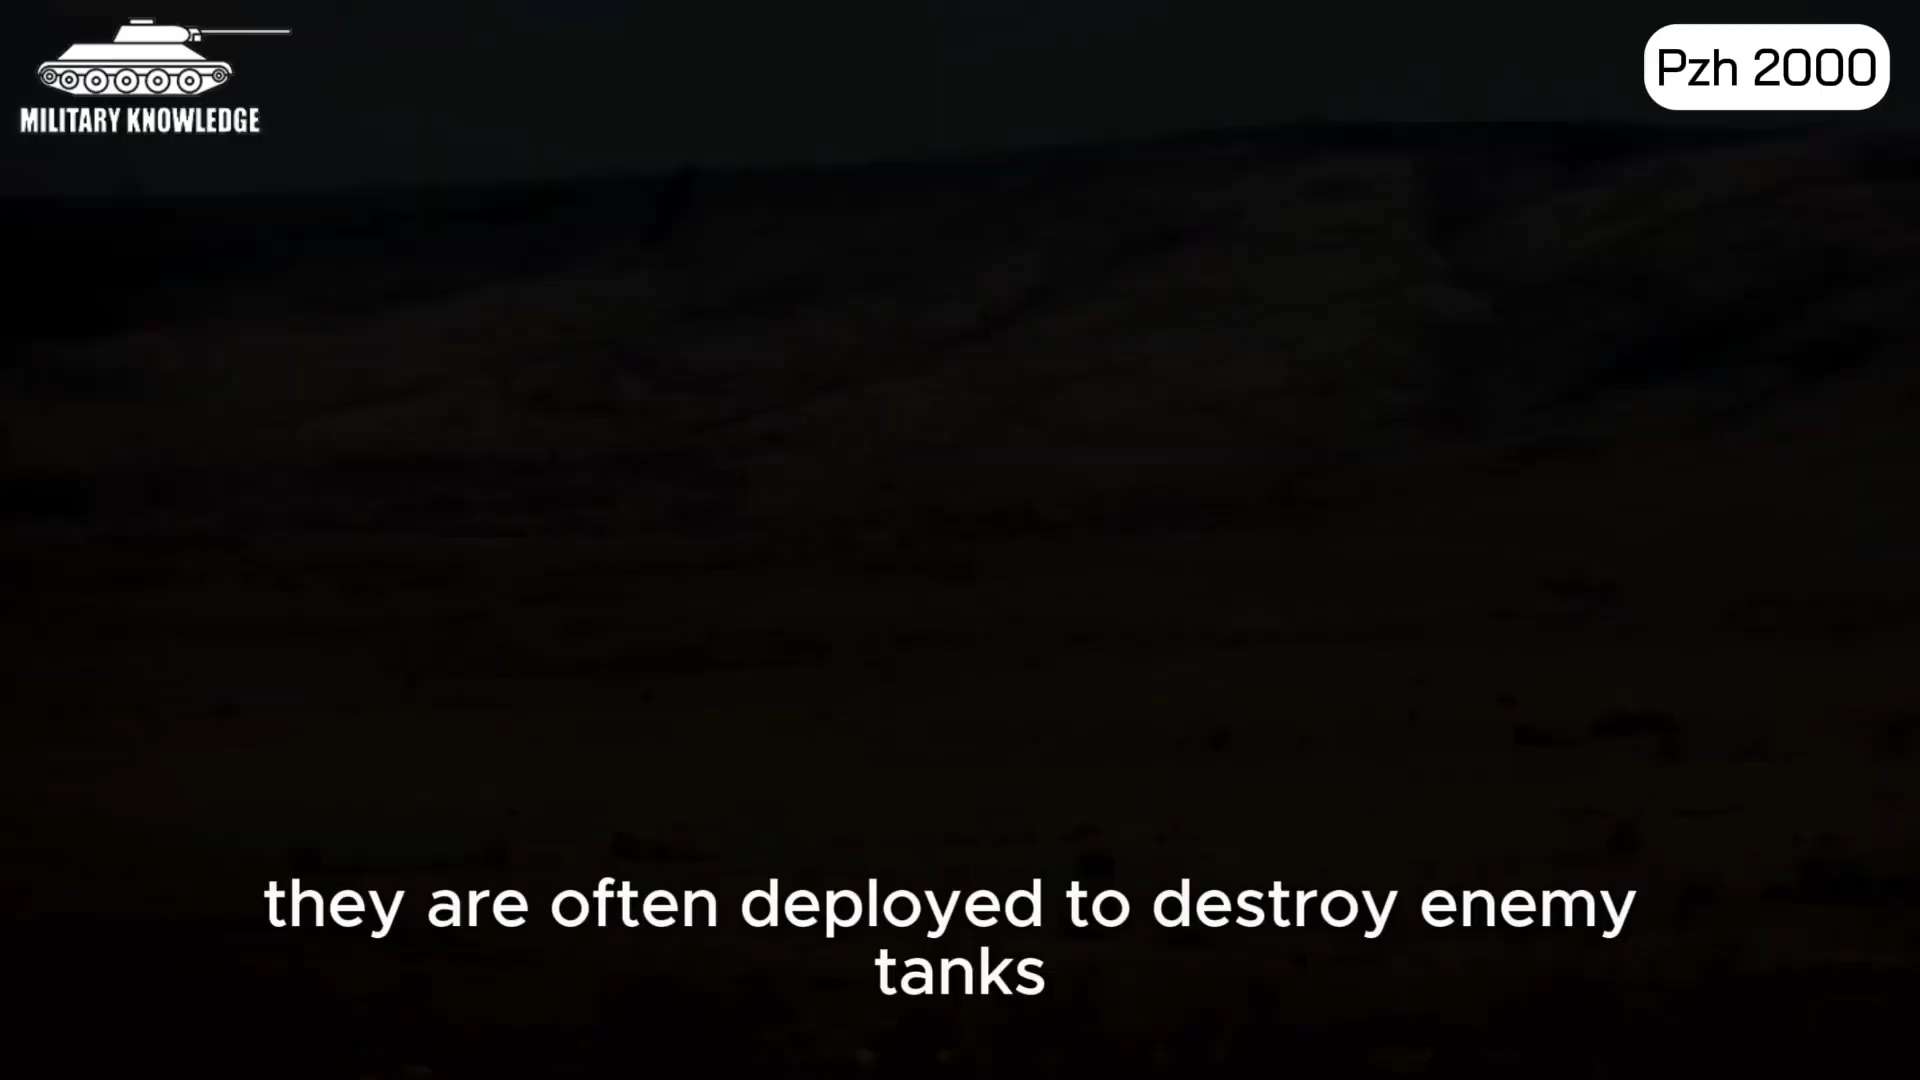 MILITARY KNOWLEDGE
Pzh 2000
they are often deployed to destroy enemy
tanks